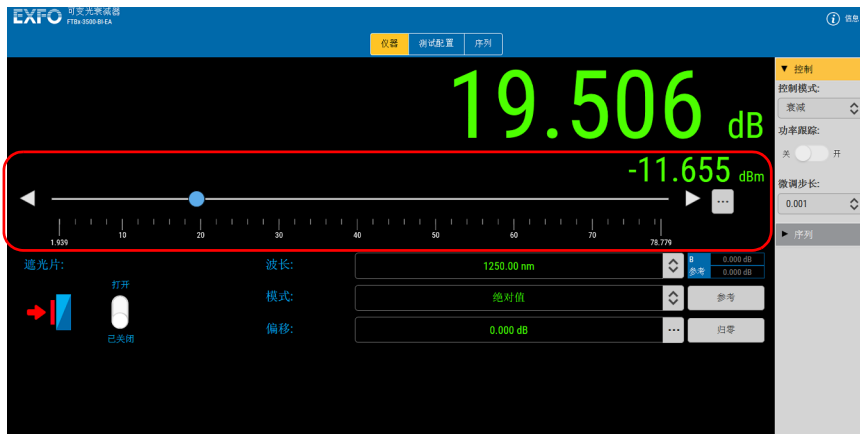 EXFO 可变光衰减器
FTBx-3500-BI-EA
信息
仪器 测试配置 序列
19.506 dB
-11.655 dBm
1.939 10 20 30 40 50 60 70 78.779
控制
控制模式:
衰减
功率跟踪:
关 开
微调步长:
0.001
序列
遮光片:
打开
已关闭
波长: 1250.00 nm
B 0.000 dB
参考 0.000 dB
模式: 绝对值 参考
偏移: 0.000 dB ... 归零